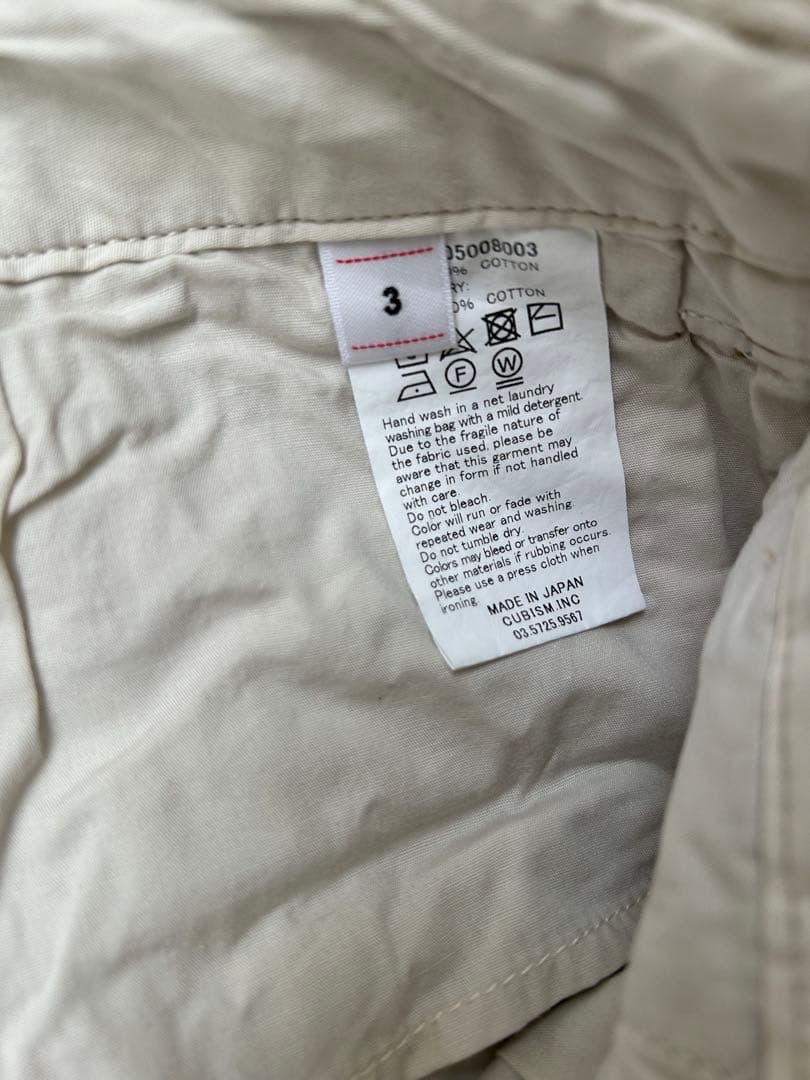 3
05008003
% COTTON
RY:
0% COTTON
F W
Hand wash in a net laundry
washing bag with a mild detergent.
Due to the fragile nature of
the fabric used, please be
aware that this garment may
change in form if not handled
with care.
Do not bleach.
Color will run or fade with
repeated wear and washing.
Do not tumble dry.
Colors may bleed or transfer onto
other materials if rubbing occurs.
Please use a press cloth when
ironing.
MADE IN JAPAN
CUBISM.INC
03.5725.9567